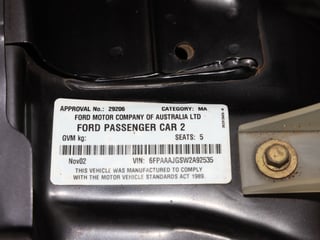 APPROVAL No.: 29206 CATEGORY: MA
FORD MOTOR COMPANY OF AUSTRALIA LTD
FORD PASSENGER CAR 2
GVM kg: SEATS: 5
Nov02 VIN: 6FPAAAJGSW2A92535
THIS VEHICLE WAS MANUFACTURED TO COMPLY
WITH THE MOTOR VEHICLE STANDARDS ACT 1989.